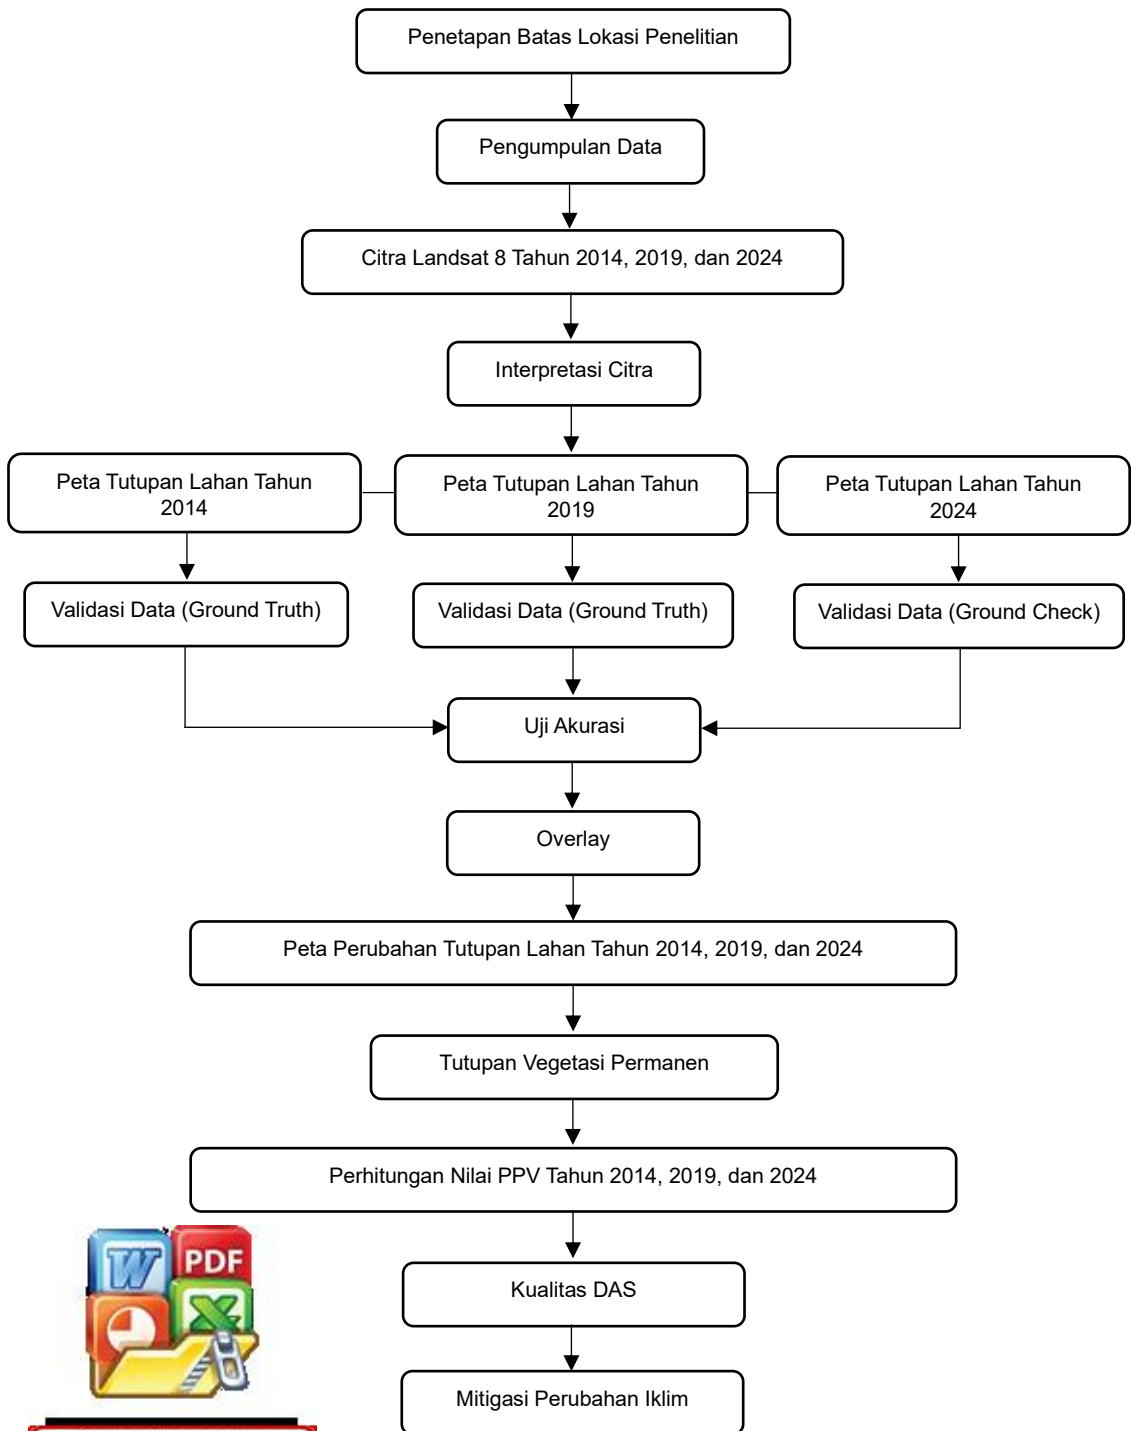 Penetapan Batas Lokasi Penelitian
Pengumpulan Data
Citra Landsat 8 Tahun 2014, 2019, dan 2024
Interpretasi Citra
Peta Tutupan Lahan Tahun
2014
Peta Tutupan Lahan Tahun
2019
Peta Tutupan Lahan Tahun
2024
Validasi Data (Ground Truth)
Validasi Data (Ground Truth)
Validasi Data (Ground Check)
Uji Akurasi
Overlay
Peta Perubahan Tutupan Lahan Tahun 2014, 2019, dan 2024
Tutupan Vegetasi Permanen
Perhitungan Nilai PPV Tahun 2014, 2019, dan 2024
W
PDF
X
Kualitas DAS
Mitigasi Perubahan Iklim